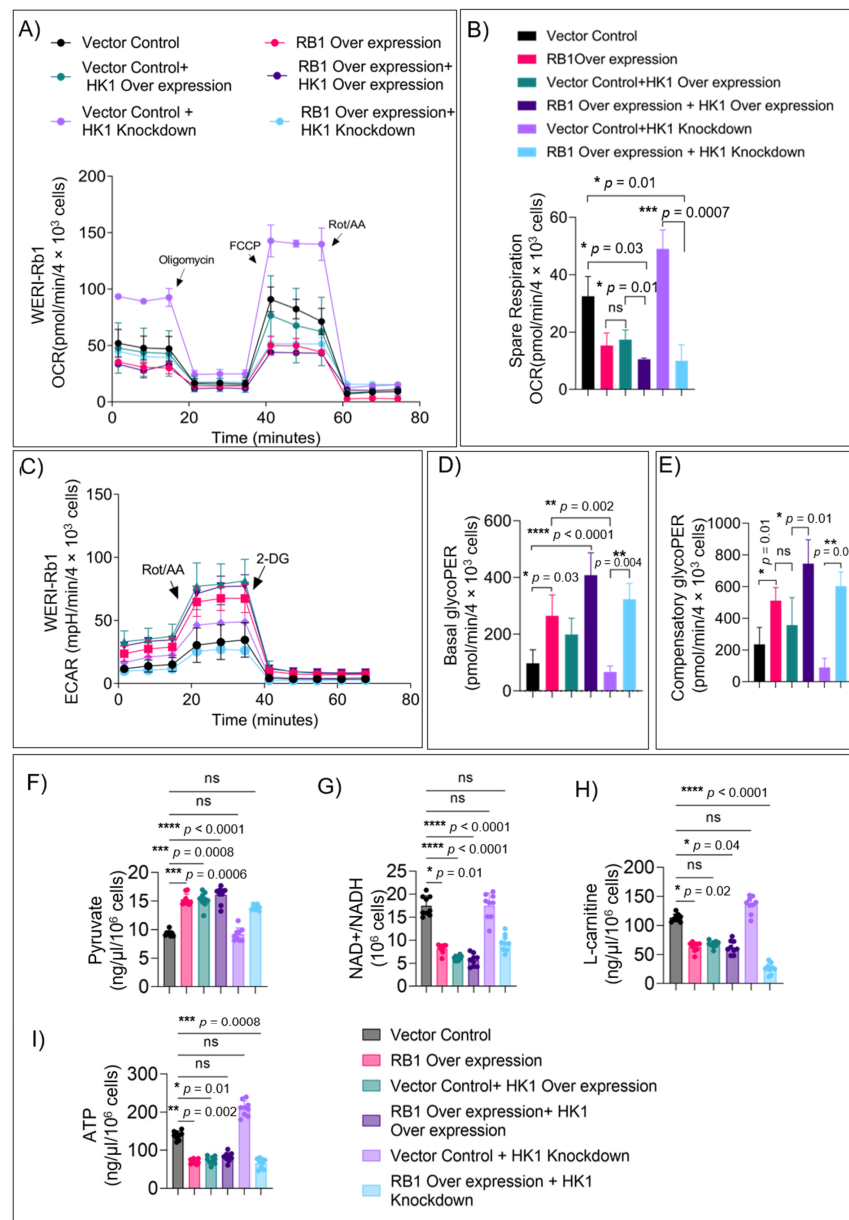 A)
Vector Control
RB1 Over expression
Vector Control+
HK1 Over expression
RB1 Over expression+
HK1 Over expression
Vector Control +
HK1 Knockdown
RB1 Over expression+
HK1 Knockdown
WERI-Rb1
OCR(pmol/min/4 × 10³ cells)
200
150
100
50
0
Oligomycin
FCCP
Rot/AA
0 20 40 60 80
Time (minutes)
B)
Vector Control
RB1Over expression
Vector Control+HK1 Over expression
RB1 Over expression + HK1 Over expression
Vector Control+HK1 Knockdown
RB1 Over expression + HK1 Knockdown
Spare Respiration
OCR(pmol/min/4 × 10³ cells)
60
40
20
0
* p = 0.01
*** p = 0.0007
* p = 0.03
* p = 0.01
ns
C)
WERI-Rb1
ECAR (mpH/min/4 × 10³ cells)
150
100
50
0
Rot/AA
2-DG
0 20 40 60 80
Time (minutes)
D)
Basal glycoPER
(pmol/min/4 × 10³ cells)
600
400
200
0
** p = 0.002
**** p < 0.0001
* p = 0.03
**
p = 0.004
E)
Compensatory glycoPER
(pmol/min/4 × 10³ cells)
1000
800
600
400
200
0
* p = 0.01
* p = 0.01
ns
**
p = 0.0
F)
Pyruvate
(ng/µl/10⁶ cells)
20
15
10
5
0
ns
ns
**** p < 0.0001
*** p = 0.0008
*** p = 0.0006
G)
NAD+/NADH
(10⁶ cells)
25
20
15
10
5
0
ns
ns
**** p < 0.0001
**** p < 0.0001
* p = 0.01
H)
L-carnitine
(ng/µl/10⁶ cells)
200
150
100
50
0
**** p < 0.0001
ns
* p = 0.04
ns
* p = 0.02
I)
ATP
(ng/µl/10⁶ cells)
300
200
100
0
*** p = 0.0008
ns
ns
* p = 0.01
** p = 0.002
Vector Control
RB1 Over expression
Vector Control+ HK1 Over expression
RB1 Over expression+ HK1
Over expression
Vector Control + HK1 Knockdown
RB1 Over expression + HK1
Knockdown